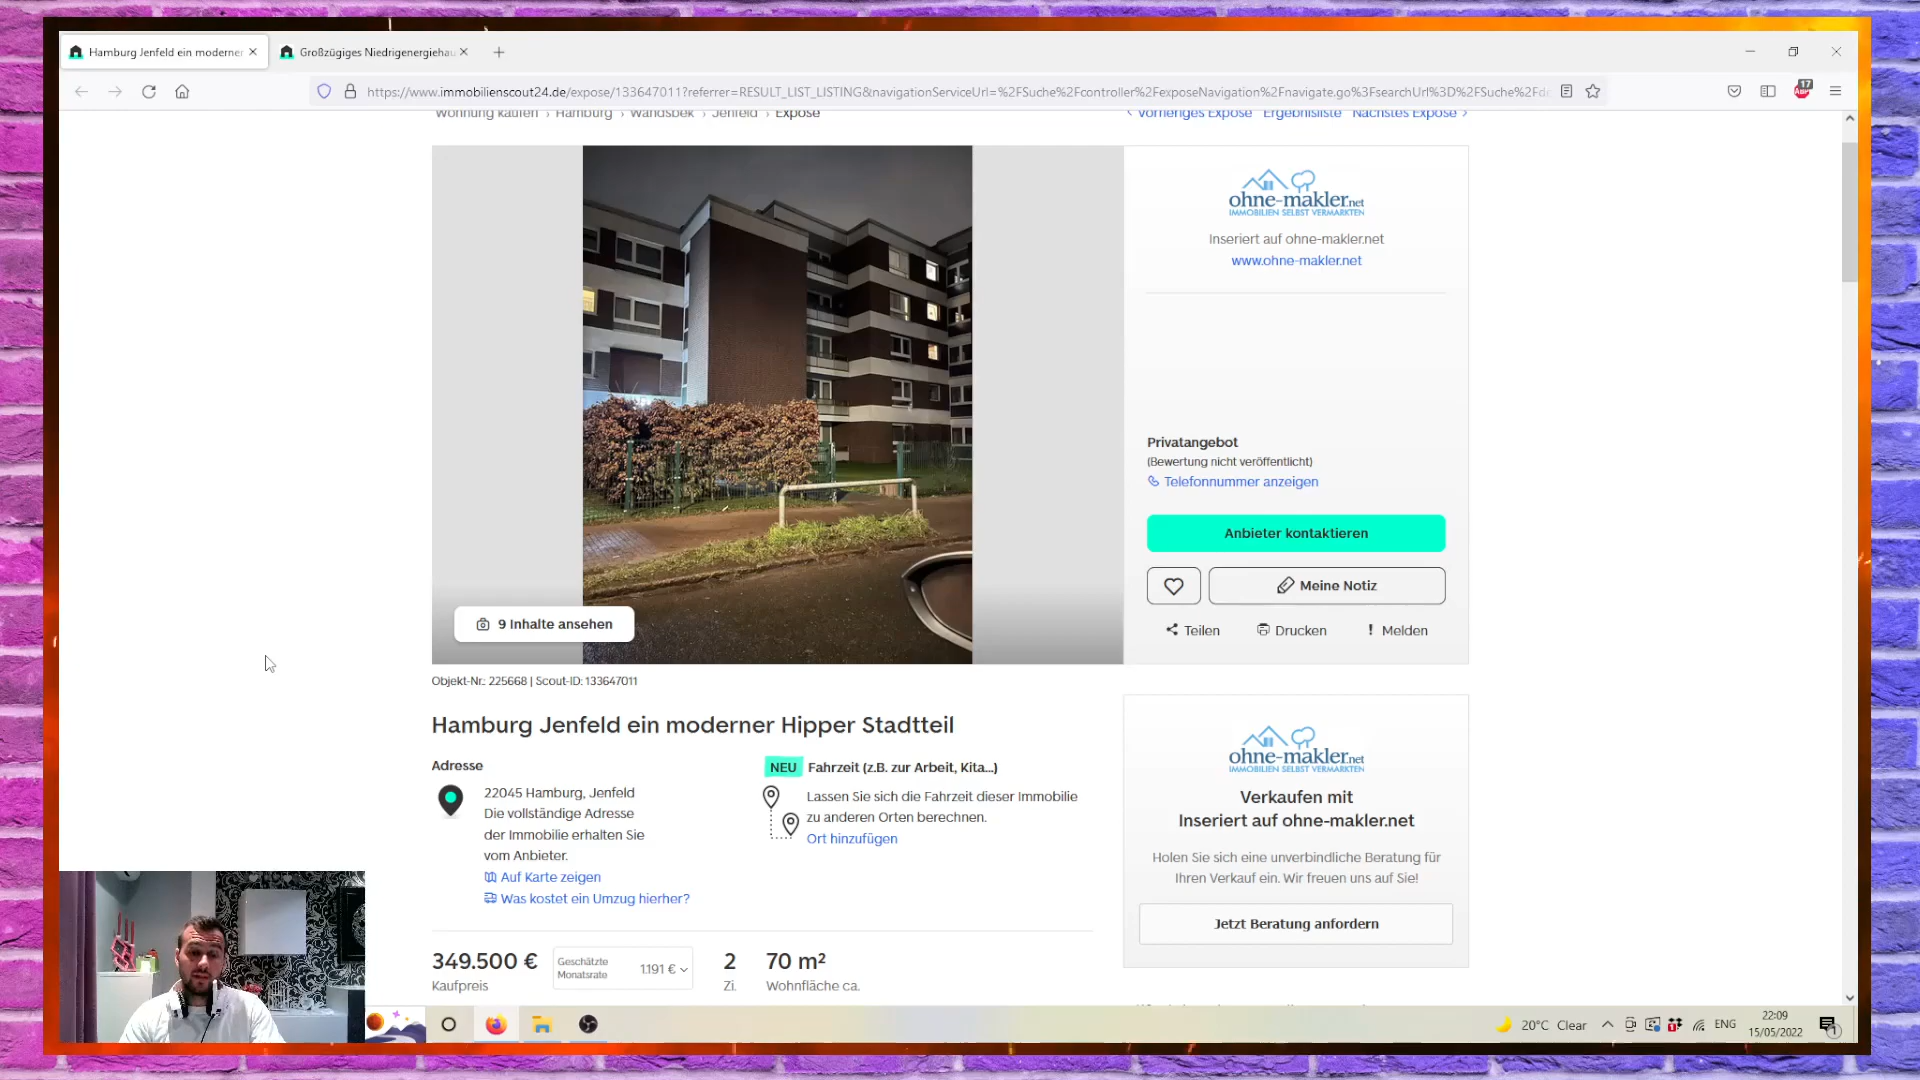 Hamburg Jenfeld ein moderner
Großzügiges Niedrigenergiehau
https://www.immobilienscout24.de/expose/133647011?referrer=RESULT_LIST_LISTING&navigationServiceUrl=%2FSuche%2Fcontroller%2FexposeNavigation%2Fnavigate.go%3FsearchUrl%3D%2FSuche%2Fde
17
Wohnung kaufen › Hamburg › Wandsbek › Jenfeld › Exposé
‹ Vorheriges Exposé Ergebnisliste Nächstes Exposé ›
ohne-makler.net
IMMOBILIEN SELBST VERMARKTEN
Inseriert auf ohne-makler.net
www.ohne-makler.net
Privatangebot
(Bewertung nicht veröffentlicht)
Telefonnummer anzeigen
Anbieter kontaktieren
Meine Notiz
Teilen Drucken Melden
9 Inhalte ansehen
Objekt-Nr.: 225668 | Scout-ID: 133647011
Hamburg Jenfeld ein moderner Hipper Stadtteil
Adresse
22045 Hamburg, Jenfeld
Die vollständige Adresse
der Immobilie erhalten Sie
vom Anbieter.
Auf Karte zeigen
Was kostet ein Umzug hierher?
NEU Fahrzeit (z.B. zur Arbeit, Kita...)
Lassen Sie sich die Fahrzeit dieser Immobilie
zu anderen Orten berechnen.
Ort hinzufügen
ohne-makler.net
IMMOBILIEN SELBST VERMARKTEN
Verkaufen mit
Inseriert auf ohne-makler.net
Holen Sie sich eine unverbindliche Beratung für
Ihren Verkauf ein. Wir freuen uns auf Sie!
Jetzt Beratung anfordern
349.500 €
Kaufpreis
Geschätzte
Monatsrate
1.191 €
2
Zi.
70 m²
Wohnfläche ca.
20°C Clear
ENG
22:09
15/05/2022
1